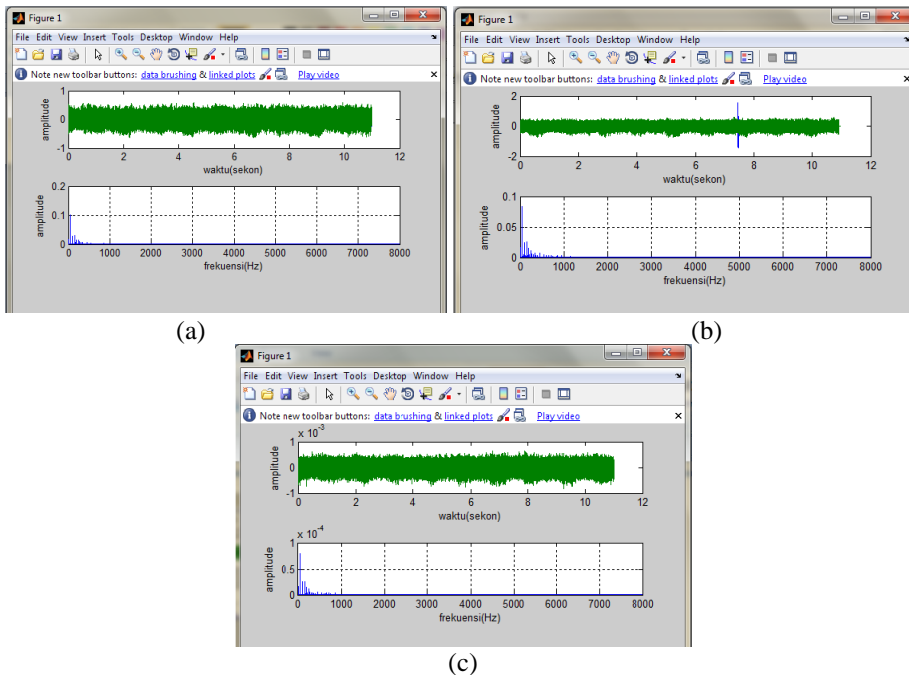 Figure 1
File Edit View Insert Tools Desktop Window Help
Note new toolbar buttons: data brushing & linked plots Play video
1
0
-1
amplitude
0 2 4 6 8 10 12
waktu(sekon)
0.2
0.1
0
amplitude
0 1000 2000 3000 4000 5000 6000 7000 8000
frekuensi(Hz)
(a)
Figure 1
File Edit View Insert Tools Desktop Window Help
Note new toolbar buttons: data brushing & linked plots Play video
2
0
-2
amplitude
0 2 4 6 8 10 12
waktu(sekon)
0.1
0.05
0
amplitude
0 1000 2000 3000 4000 5000 6000 7000 8000
frekuensi(Hz)
(b)
Figure 1
File Edit View Insert Tools Desktop Window Help
Note new toolbar buttons: data brushing & linked plots Play video
x 10-3
1
0
-1
amplitude
0 2 4 6 8 10 12
waktu(sekon)
x 10-4
1
0.5
0
amplitude
0 1000 2000 3000 4000 5000 6000 7000 8000
frekuensi(Hz)
(c)